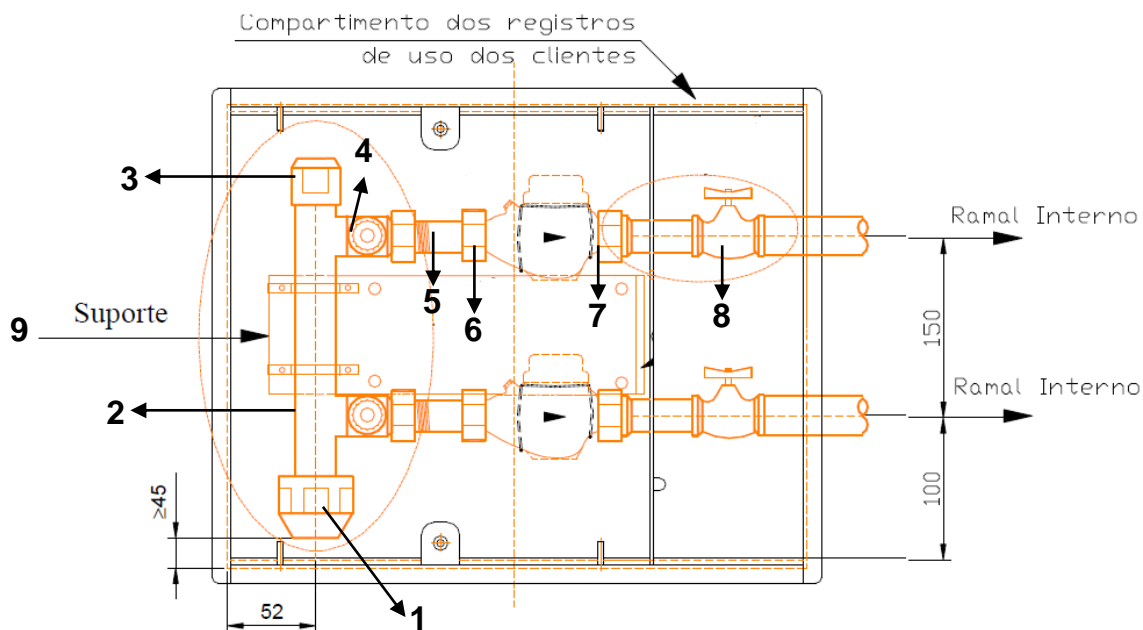 Compartimento dos registros
de uso dos clientes
3
4
Ramal Interno
5
6
7
8
9
Suporte
150
Ramal Interno
2
100
≥45
52
1